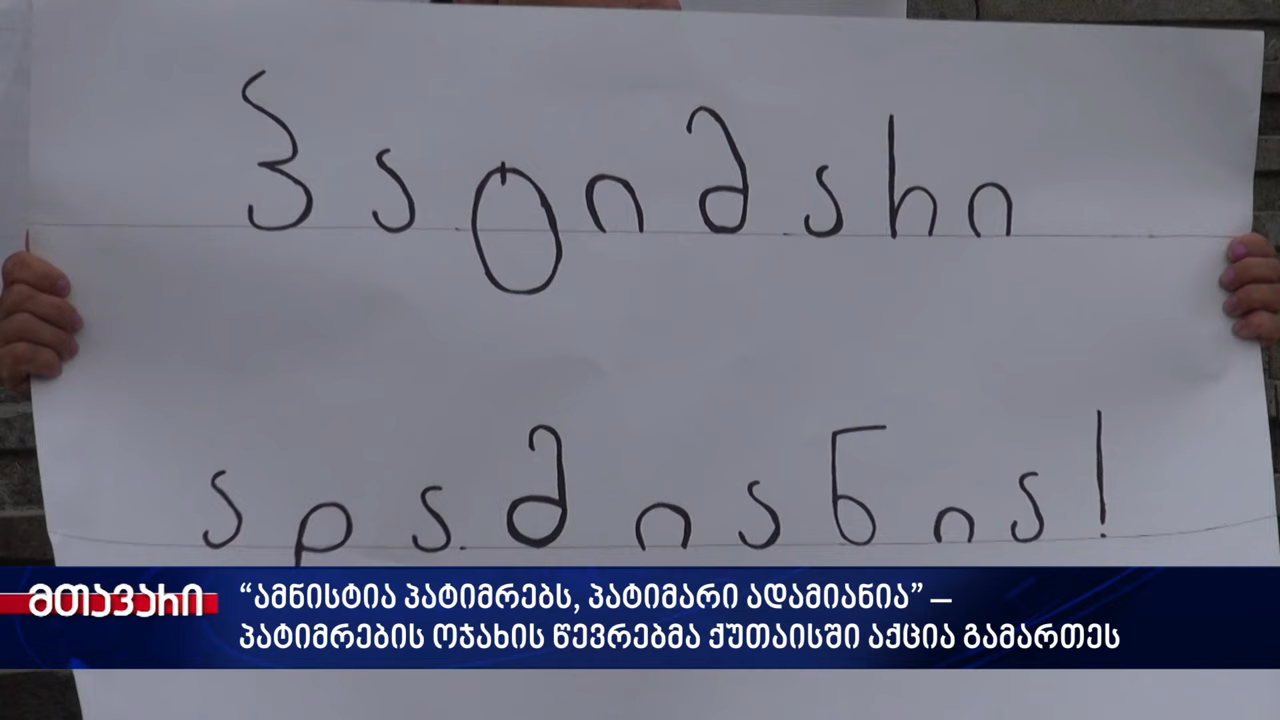 პატიმარი
ადამიანია!
მთავარი
“ამნისტია პატიმრებს, პატიმარი ადამიანია” –
პატიმრების ოჯახის წევრებმა ქუთაისში აქცია გამართეს